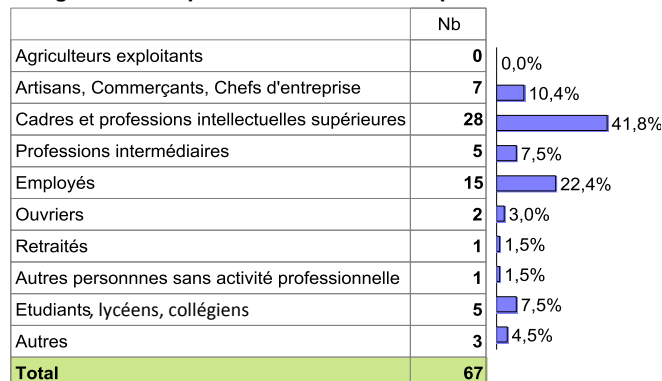 Nb
Agriculteurs exploitants 0 0,0%
Artisans, Commerçants, Chefs d'entreprise 7 10,4%
Cadres et professions intellectuelles supérieures 28 41,8%
Professions intermédiaires 5 7,5%
Employés 15 22,4%
Ouvriers 2 3,0%
Retraités 1 1,5%
Autres personnnes sans activité professionnelle 1 1,5%
Etudiants, lycéens, collégiens 5 7,5%
Autres 3 4,5%
Total 67